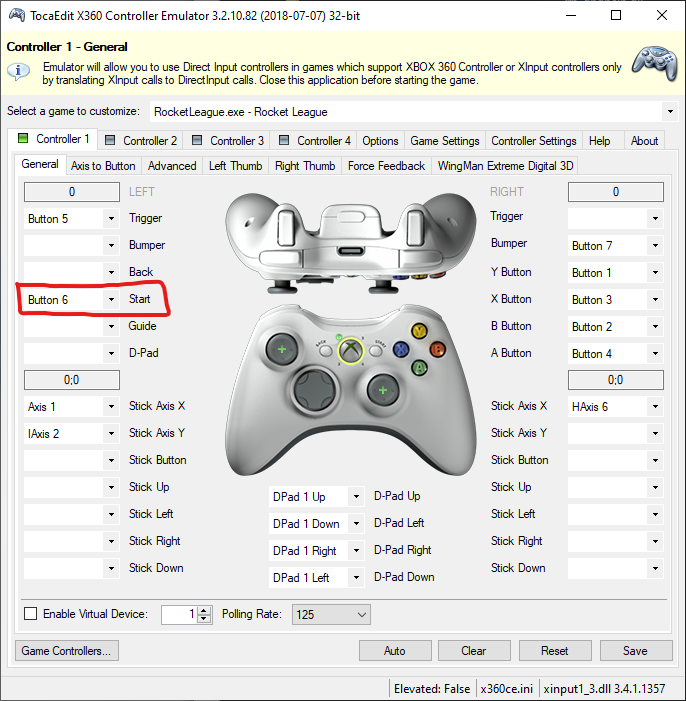 TocaEdit X360 Controller Emulator 3.2.10.82 (2018-07-07) 32-bit
Controller 1 - General
Emulator will allow you to use Direct Input controllers in games which support XBOX 360 Controller or XInput controllers only
by translating XInput calls to DirectInput calls. Close this application before starting the game.
Select a game to customize: RocketLeague.exe - Rocket League
Controller 1 Controller 2 Controller 3 Controller 4 Options Game Settings Controller Settings Help About
General Axis to Button Advanced Left Thumb Right Thumb Force Feedback WingMan Extreme Digital 3D
0 LEFT RIGHT 0
Button 5 Trigger Trigger
Bumper Bumper Button 7
Back Y Button Button 1
Button 6 Start X Button Button 3
Guide B Button Button 2
D-Pad A Button Button 4
BACK START
Y
X B
A
0;0 0;0
Axis 1 Stick Axis X Stick Axis X HAxis 6
IAxis 2 Stick Axis Y Stick Axis Y
Stick Button Stick Button
Stick Up Stick Up
Stick Left Stick Left
Stick Right Stick Right
Stick Down Stick Down
DPad 1 Up D-Pad Up
DPad 1 Down D-Pad Left
DPad 1 Right D-Pad Right
DPad 1 Left D-Pad Down
Enable Virtual Device: 1 Polling Rate: 125
Game Controllers... Auto Clear Reset Save
Elevated: False x360ce.ini xinput1_3.dll 3.4.1.1357